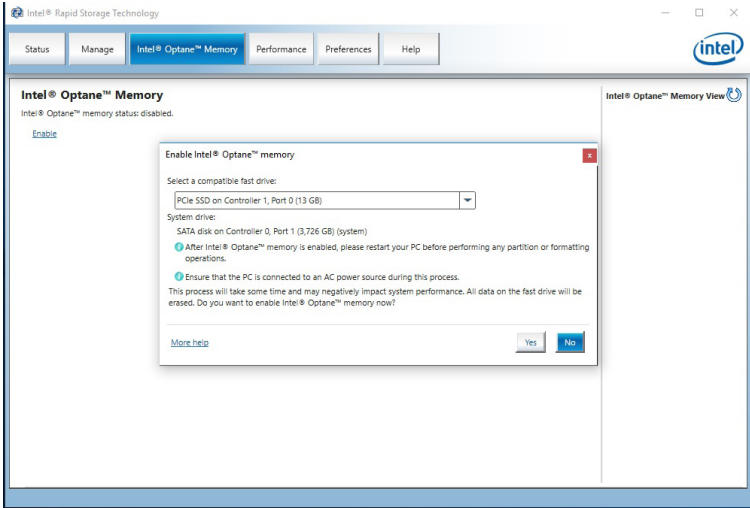 Intel® Rapid Storage Technology
Status
Manage
Intel® Optane™ Memory
Performance
Preferences
Help
intel
Intel® Optane™ Memory
Intel® Optane™ memory status: disabled.
Enable
Intel® Optane™ Memory View
Enable Intel® Optane™ memory
x
Select a compatible fast drive:
PCIe SSD on Controller 1, Port 0 (13 GB)
System drive:
SATA disk on Controller 0, Port 1 (3,726 GB) (system)
After Intel® Optane™ memory is enabled, please restart your PC before performing any partition or formatting
operations.
Ensure that the PC is connected to an AC power source during this process.
This process will take some time and may negatively impact system performance. All data on the fast drive will be
erased. Do you want to enable Intel® Optane™ memory now?
More help
Yes
No